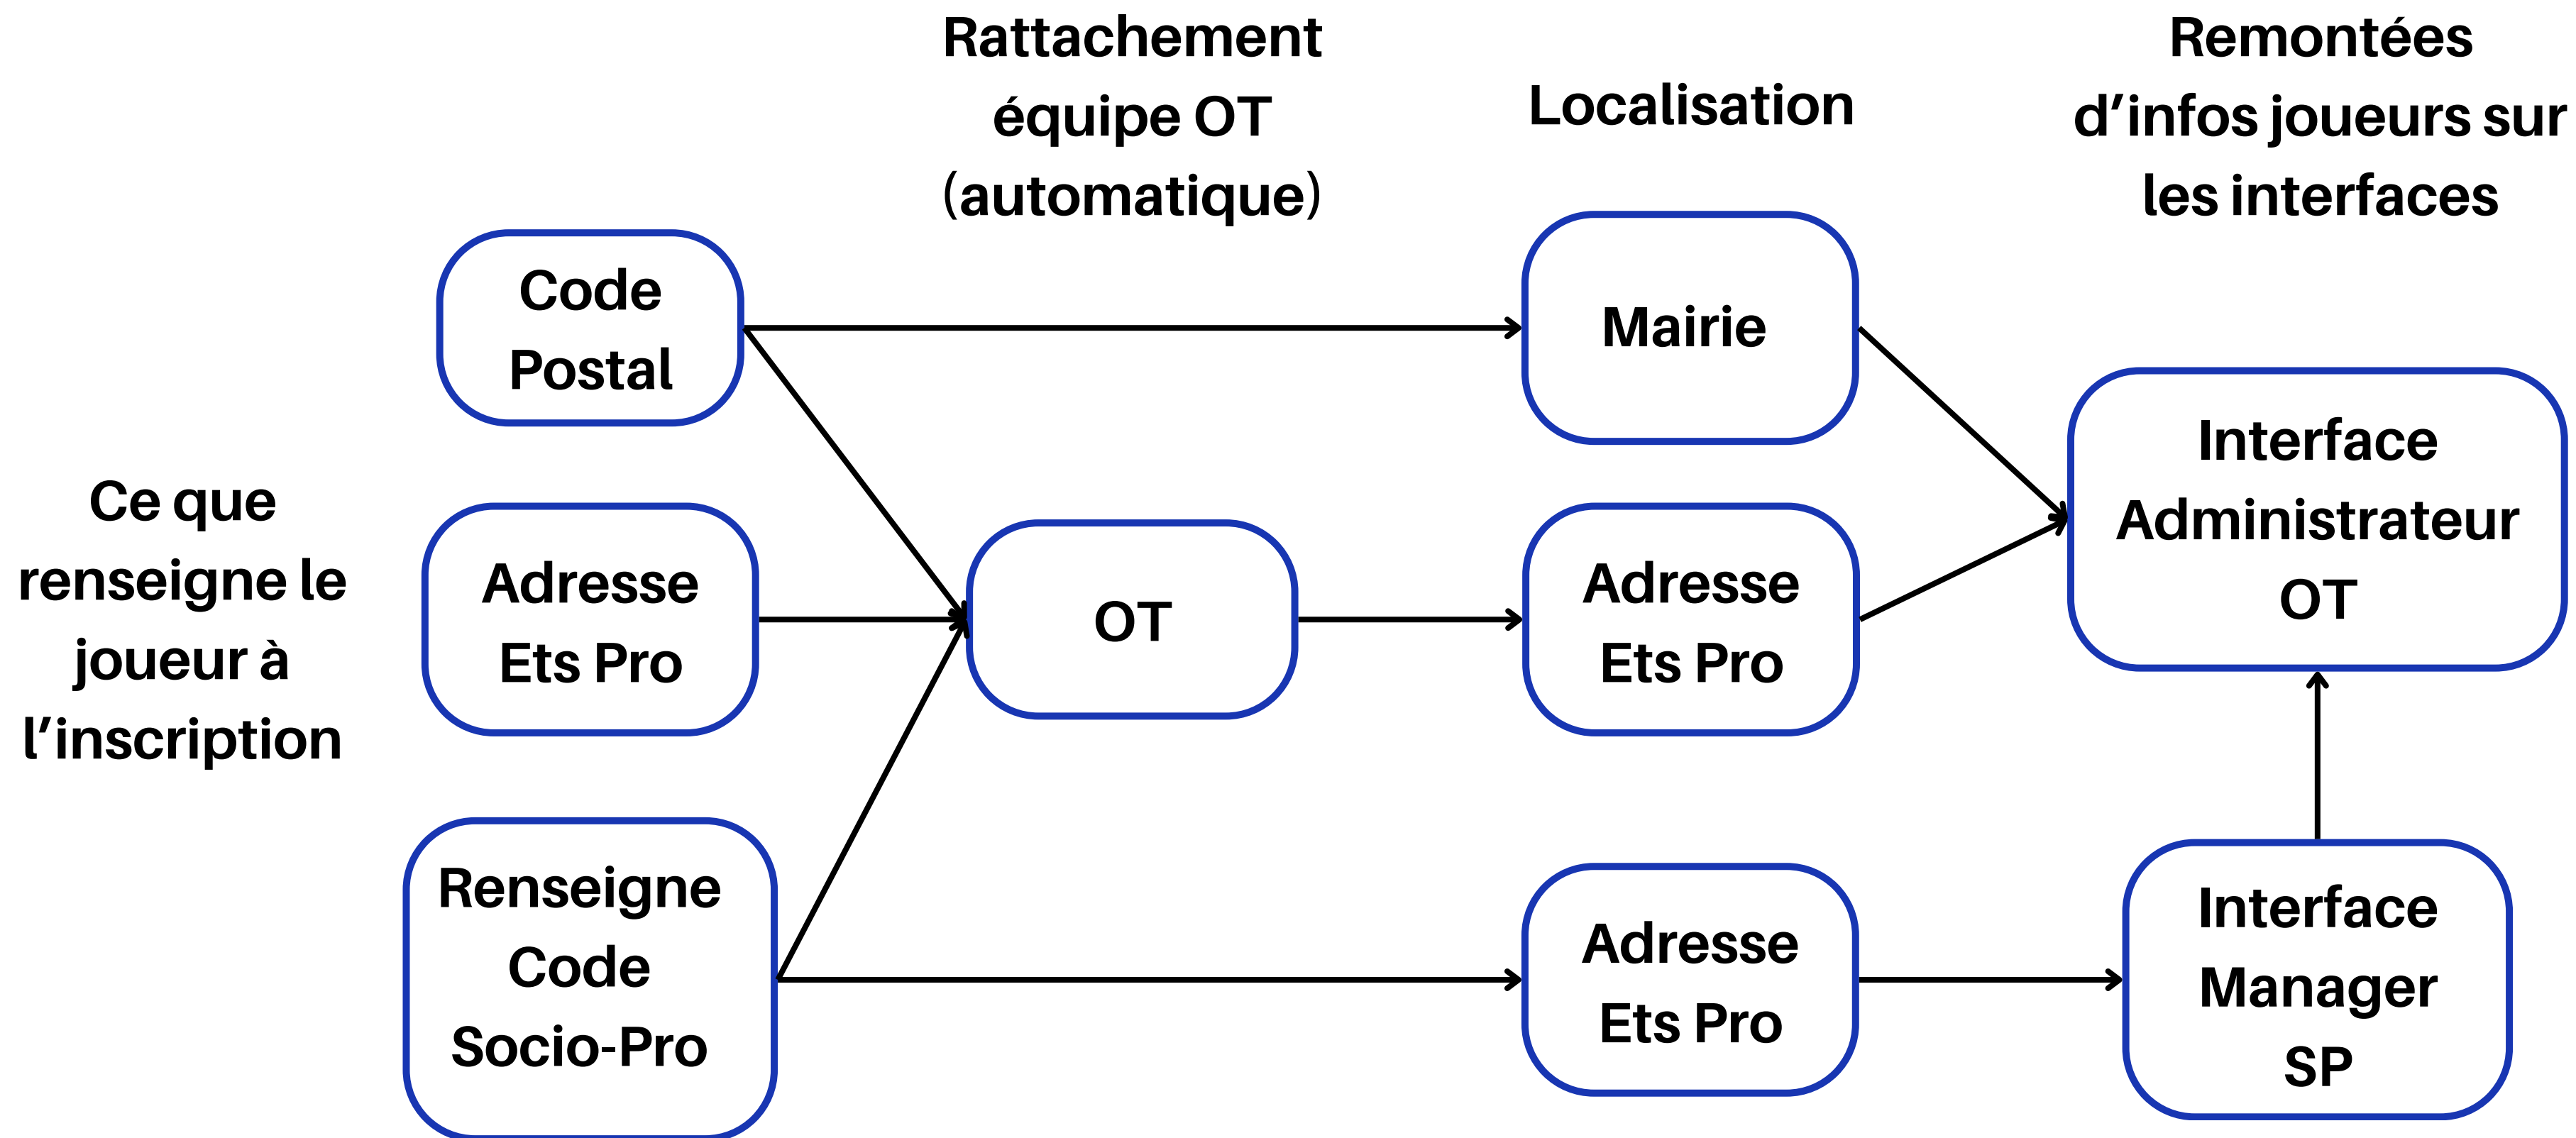 Rattachement
équipe OT
(automatique)
Localisation
Remontées
d’infos joueurs sur
les interfaces
Ce que
renseigne le
joueur à
l’inscription
Code
Postal
Adresse
Ets Pro
Renseigne
Code
Socio-Pro
OT
Mairie
Adresse
Ets Pro
Adresse
Ets Pro
Interface
Administrateur
OT
Interface
Manager
SP